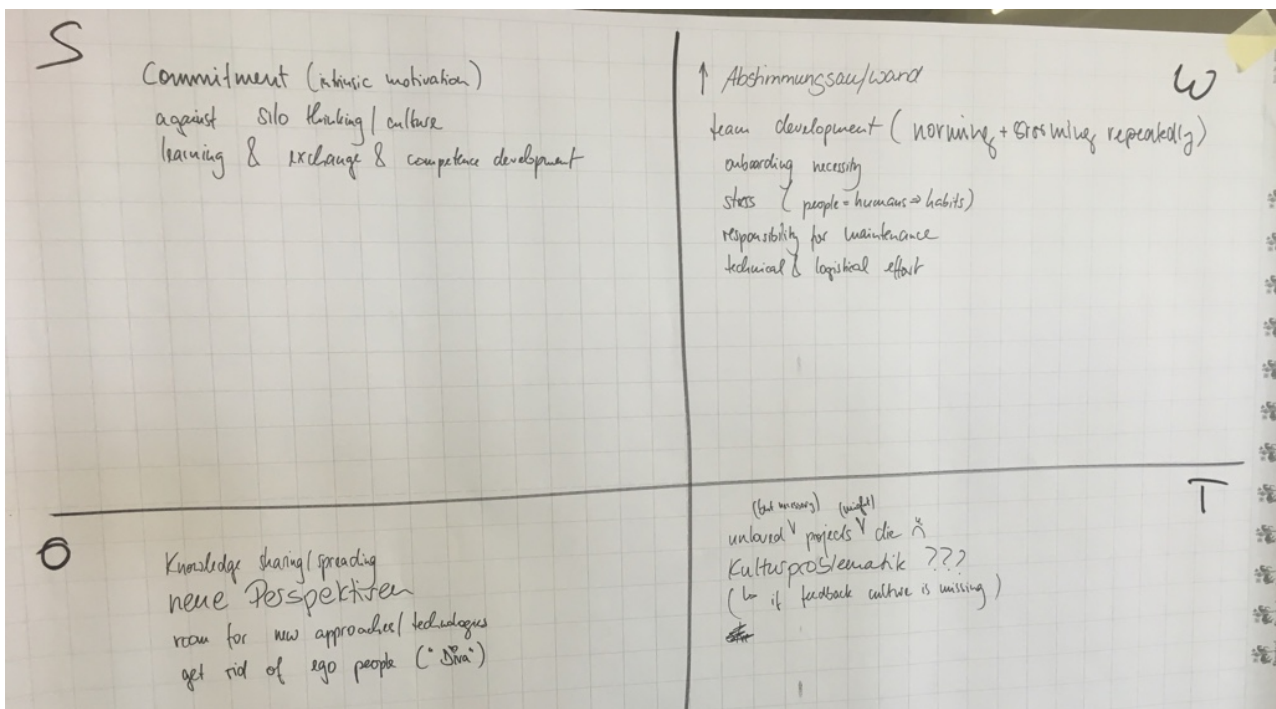 S
Commitment (intrinsic motivation)
against silo thinking / culture
learning & exchange & competence development
W
↑ Abstimmungsaufwand
team development (norming + storming repeatedly)
onboarding necessity
stress (people = humans ⇒ habits)
responsibility for maintenance
technical & logistical effort
O
Knowledge sharing / spreading
neue Perspektiven
room for new approaches / technologies
get rid of ego people ("Diva")
T
(but necessary) (might)
unloved ∨ projects ∨ die
Kulturproblematik ???
(↳ if feedback culture is missing)